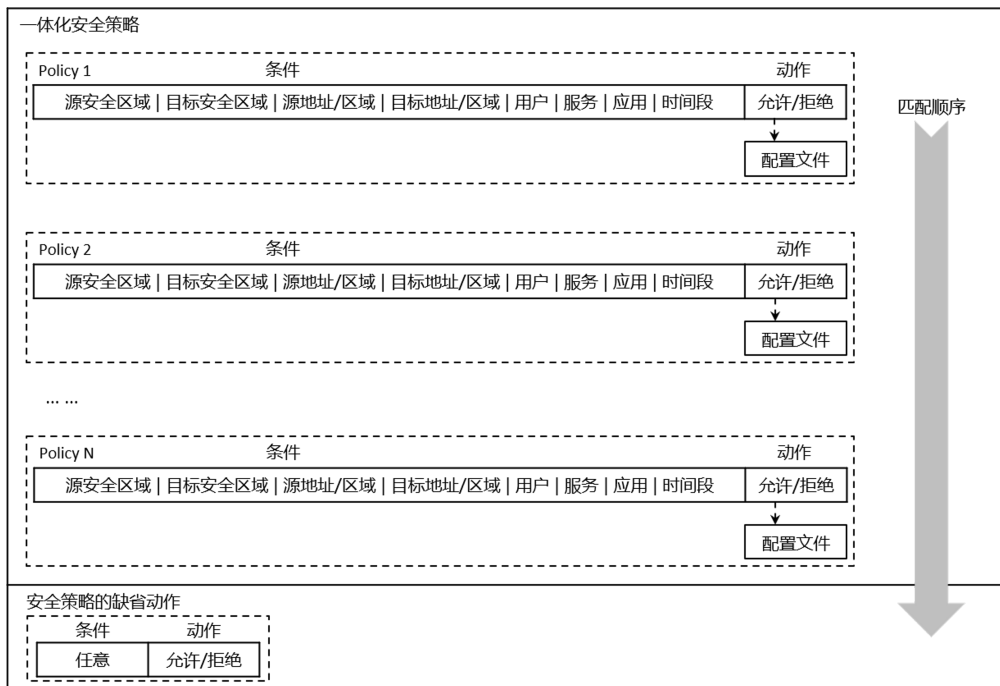 一体化安全策略
Policy 1 条件 动作
源安全区域 | 目标安全区域 | 源地址/区域 | 目标地址/区域 | 用户 | 服务 | 应用 | 时间段 允许/拒绝
匹配顺序
配置文件
Policy 2 条件 动作
源安全区域 | 目标安全区域 | 源地址/区域 | 目标地址/区域 | 用户 | 服务 | 应用 | 时间段 允许/拒绝
配置文件
... ...
Policy N 条件 动作
源安全区域 | 目标安全区域 | 源地址/区域 | 目标地址/区域 | 用户 | 服务 | 应用 | 时间段 允许/拒绝
配置文件
安全策略的缺省动作
条件 动作
任意 允许/拒绝